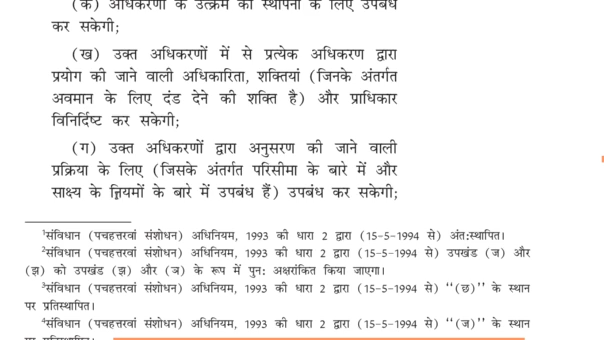 (क) अधिकरणों के उत्क्रम की स्थापना के लिए उपबंध
कर सकेगी;
(ख) उक्त अधिकरणों में से प्रत्येक अधिकरण द्वारा
प्रयोग की जाने वाली अधिकारिता, शक्तियां (जिनके अंतर्गत
अवमान के लिए दंड देने की शक्ति है) और प्राधिकार
विनिर्दिष्ट कर सकेगी;
(ग) उक्त अधिकरणों द्वारा अनुसरण की जाने वाली
प्रक्रिया के लिए (जिसके अंतर्गत परिसीमा के बारे में और
साक्ष्य के नियमों के बारे में उपबंध हैं) उपबंध कर सकेगी;
¹संविधान (पचहत्तरवां संशोधन) अधिनियम, 1993 की धारा 2 द्वारा (15-5-1994 से) अंत:स्थापित।
²संविधान (पचहत्तरवां संशोधन) अधिनियम, 1993 की धारा 2 द्वारा (15-5-1994 से) उपखंड (ज) और
(झ) को उपखंड (झ) और (ञ) के रूप में पुन: अक्षरांकित किया जाएगा।
³संविधान (पचहत्तरवां संशोधन) अधिनियम, 1993 की धारा 2 द्वारा (15-5-1994 से) ‘‘(छ)’’ के स्थान
पर प्रतिस्थापित।
⁴संविधान (पचहत्तरवां संशोधन) अधिनियम, 1993 की धारा 2 द्वारा (15-5-1994 से) ‘‘(ज)’’ के स्थान